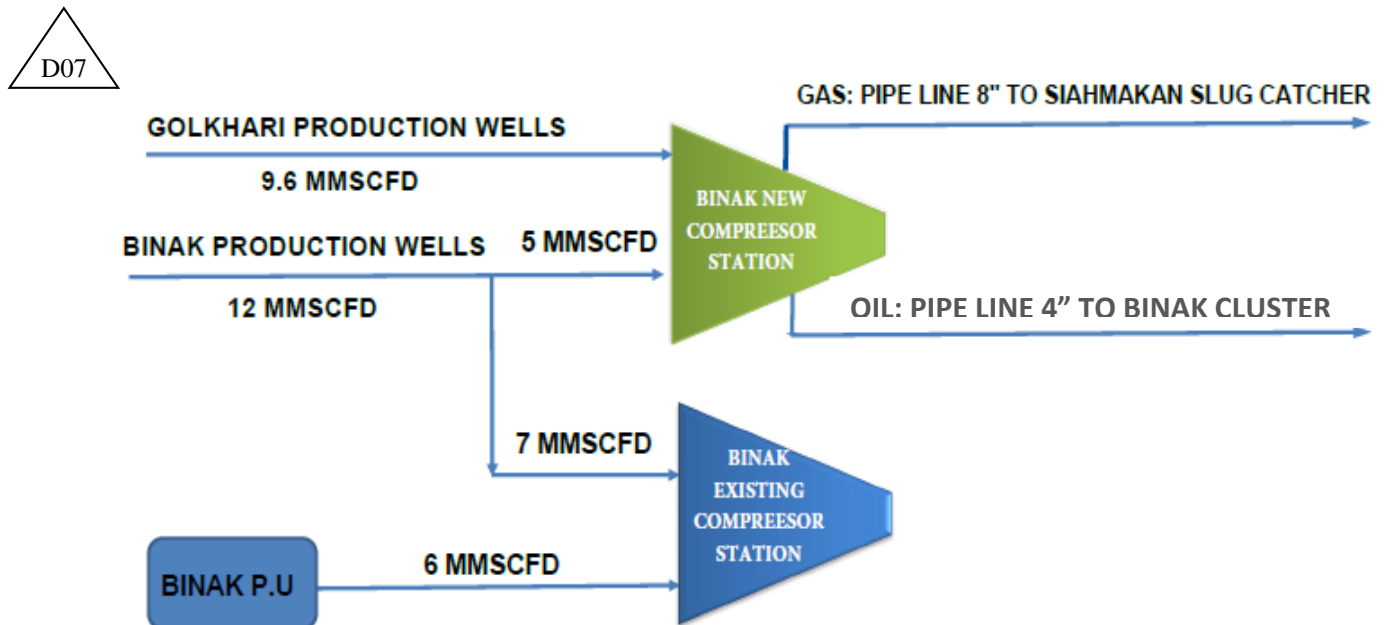 D07
GAS: PIPE LINE 8" TO SIAHMAKAN SLUG CATCHER
GOLKHARI PRODUCTION WELLS
9.6 MMSCFD
BINAK PRODUCTION WELLS
5 MMSCFD
12 MMSCFD
BINAK NEW
COMPREESOR
STATION
OIL: PIPE LINE 4” TO BINAK CLUSTER
7 MMSCFD
BINAK
EXISTING
COMPREESOR
STATION
6 MMSCFD
BINAK P.U